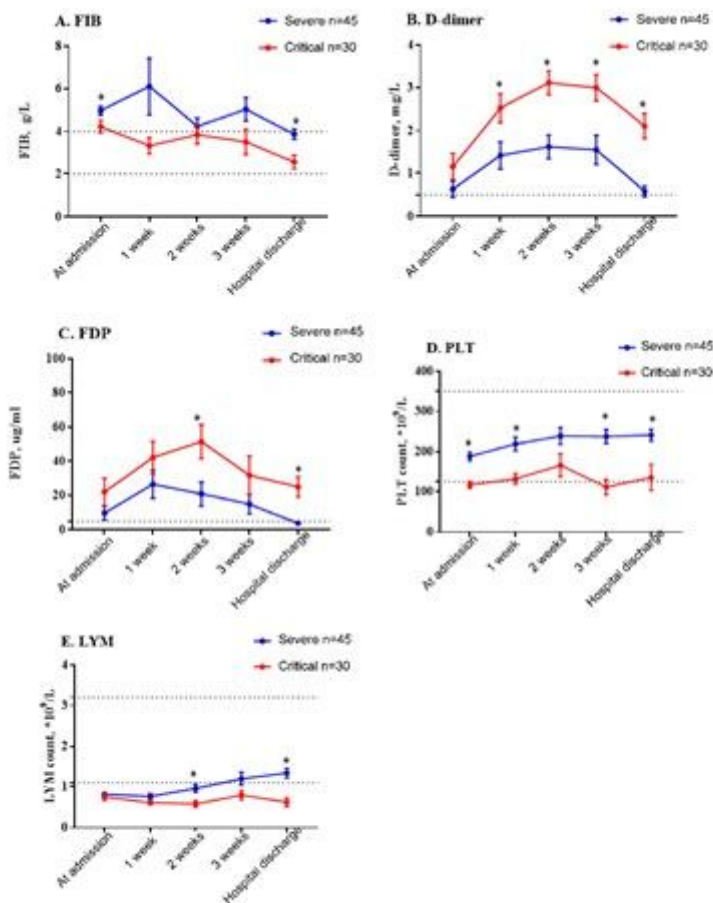 A. FIB
Severe n=45
Critical n=30
FIB, g/L
8
6
4
2
0
At admission
1 week
2 weeks
3 weeks
Hospital discharge
* *
B. D-dimer
Severe n=45
Critical n=30
D-dimer, mg/L
4
3
2
1
0
At admission
1 week
2 weeks
3 weeks
Hospital discharge
* * * *
C. FDP
Severe n=45
Critical n=30
FDP, ug/ml
100
80
60
40
20
0
At admission
1 week
2 weeks
3 weeks
Hospital discharge
* *
D. PLT
Severe n=45
Critical n=30
PLT count, *10⁹/L
400
300
200
100
0
At admission
1 week
2 weeks
3 weeks
Hospital discharge
* * * *
E. LYM
Severe n=45
Critical n=30
LYM count, *10⁹/L
4
3
2
1
0
At admission
1 week
2 weeks
3 weeks
Hospital discharge
* *